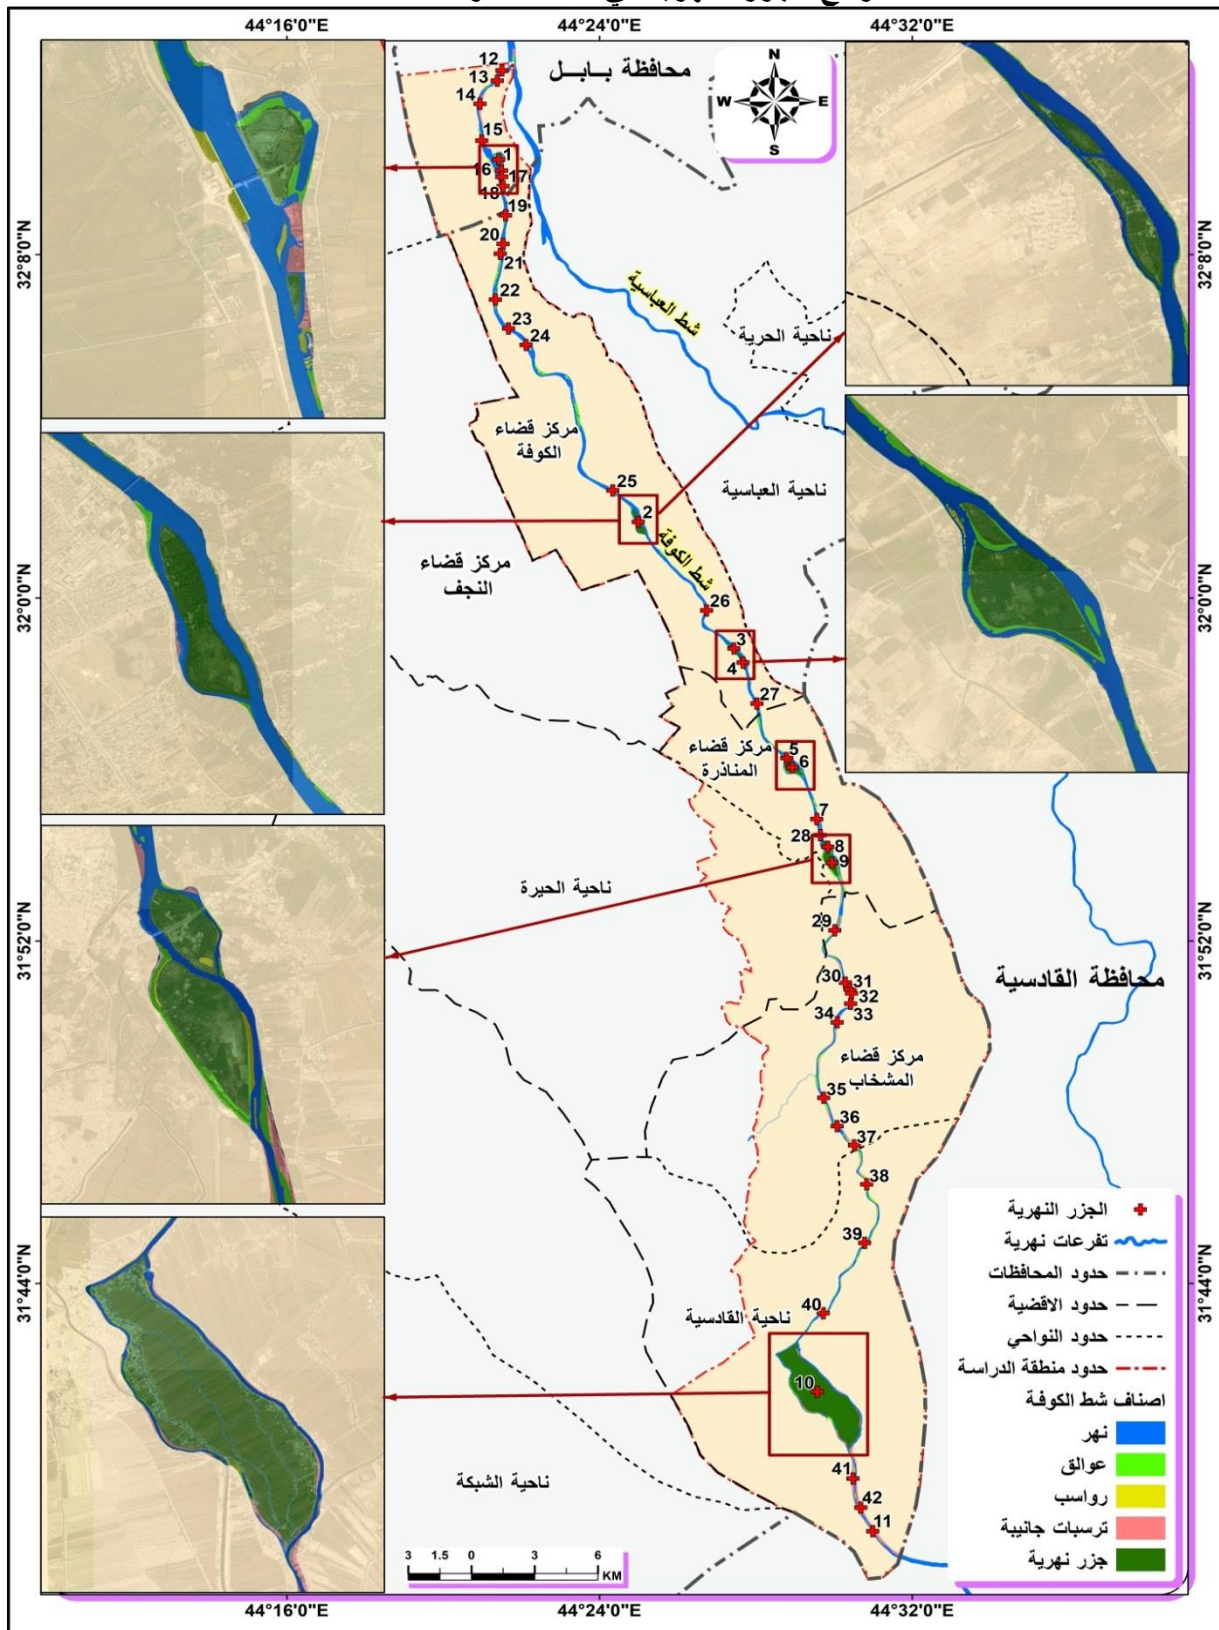 44°16'0"E
44°24'0"E
44°32'0"E
32°8'0"N
32°0'0"N
31°52'0"N
31°44'0"N
32°8'0"N
32°0'0"N
31°52'0"N
31°44'0"N
محافظة بـــابـــل
N
W
E
S
12
13
14
15
1
16
17
18
19
20
21
22
23
24
شط العباسية
ناحية الحرية
مركز قضاء
الكوفة
25
2
ناحية العباسية
شط الكوفة
مركز قضاء
النجف
26
3
4
27
مركز قضاء
المناذرة
5
6
7
28
8
9
ناحية الحيرة
29
محافظة القادسية
30
31
32
33
34
مركز قضاء
المشخاب
35
36
37
38
39
40
ناحية القادسية
10
41
42
11
ناحية الشبكة
الجزر النهرية
تفرعات نهرية
حدود المحافظات
حدود الاقضية
حدود النواحي
حدود منطقة الدراسة
اصناف شط الكوفة
نهر
عوالق
رواسب
ترسبات جانبية
جزر نهرية
3 1.5 0 3 6
KM
44°16'0"E
44°24'0"E
44°32'0"E